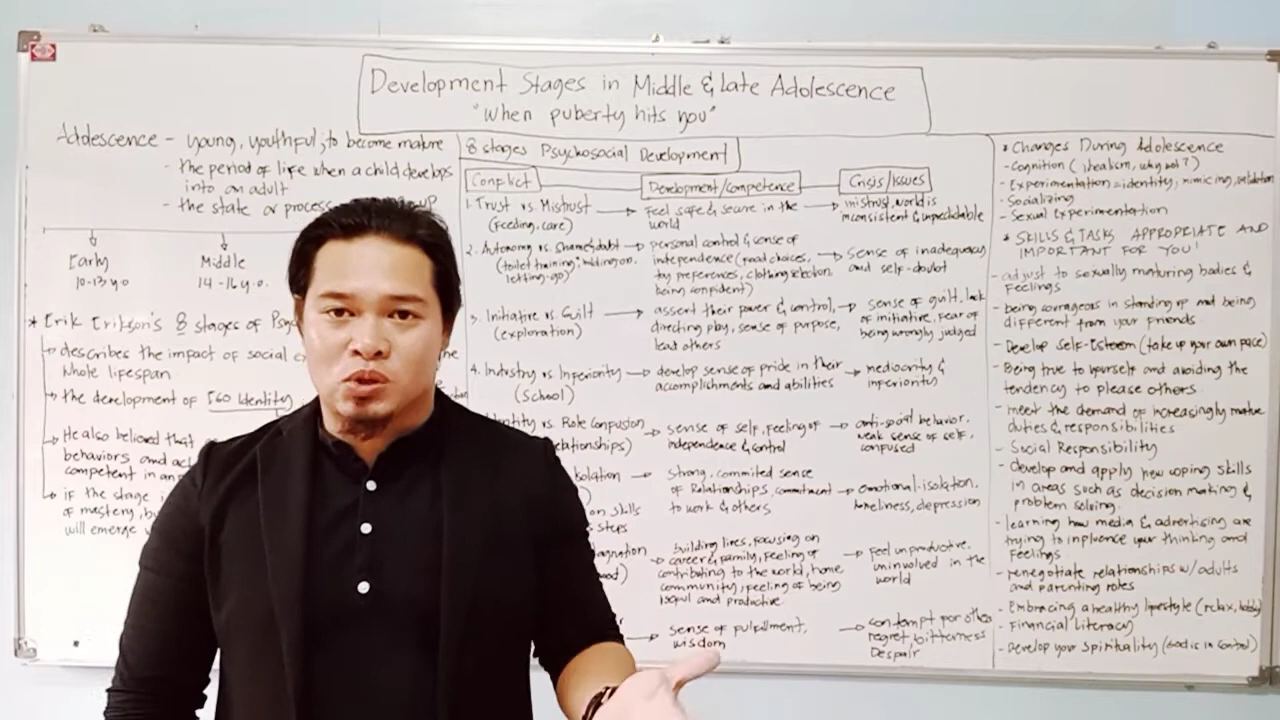 Development Stages in Middle & Late Adolescence
"When puberty hits you"
Adolescence - young, youthful, to become mature
- the period of life when a child develops
into an adult
- the state or process
up
Early
10-13 y.o
Middle
14-16 y.o.
* Erik Erikson's 8 stages of Psyc
describes the impact of social
the
whole lifespan
the development of EGO Identity
He also believed that
behaviors and
competent in an
if the stage
of mastery,
will emerge
8 stages Psychosocial Development
Conflict
Development/competence
Crisis/Issues
1. Trust vs. Mistrust
(Feeding, care)
Feel safe & secure in the
world
mistrust, world is
inconsistent & unpredictable
2. Autonomy vs. Shame & doubt
(toilet training, holding on,
letting-go)
personal control & sense of
independence (food choices,
toy preferences, clothing selection,
being confident)
Sense of inadequacy
and self-doubt
3. Initiative vs. Guilt
(exploration)
assert their power & control,
directing play, sense of purpose,
lead others
sense of guilt, lack
of initiative, fear of
being wrongly judged
4. Industry vs. Inferiority
(School)
develop sense of pride in their
accomplishments and abilities
mediocrity &
inferiority
vs. Role Confusion
sense of self, feeling of
independence & control
anti-social behavior,
weak sense of self,
confused
strong, commited sense
of Relationships, commitment
to work & others
emotional-isolation,
loneliness, depression
on skills
steps
building lives, focusing on
career & family, feeling of
contributing to the world, home
community, feeling of being
useful and productive
feel unproductive,
uninvolved in the
world
sense of fulfillment,
wisdom
contempt for others
regret, bitterness
Despair
* Changes During Adolescence
- Cognition (idealism, why not?)
- Experimentation = identity, mimicing, validation
- Socializing
- Sexual Experimentation
* SKILLS & TASKS APPROPRIATE AND
IMPORTANT FOR YOU!
- adjust to sexually maturing bodies &
feelings
- being courageous in standing up and being
different from your friends
- Develop Self-Esteem (take up your own pace)
- Being true to yourself and avoiding the
tendency to please others
- meet the demand of increasingly mature
duties & responsibilities
- Social Responsibility
- develop and apply new coping skills
in areas such as decision making &
problem solving.
- learning how media & advertising are
trying to influence your thinking and
feelings
- renegotiate relationships w/ adults
and parenting roles
- Embracing a healthy lifestyle (relax, hobby)
- Financial Literacy
- Develop your Spirituality (God is in Control)